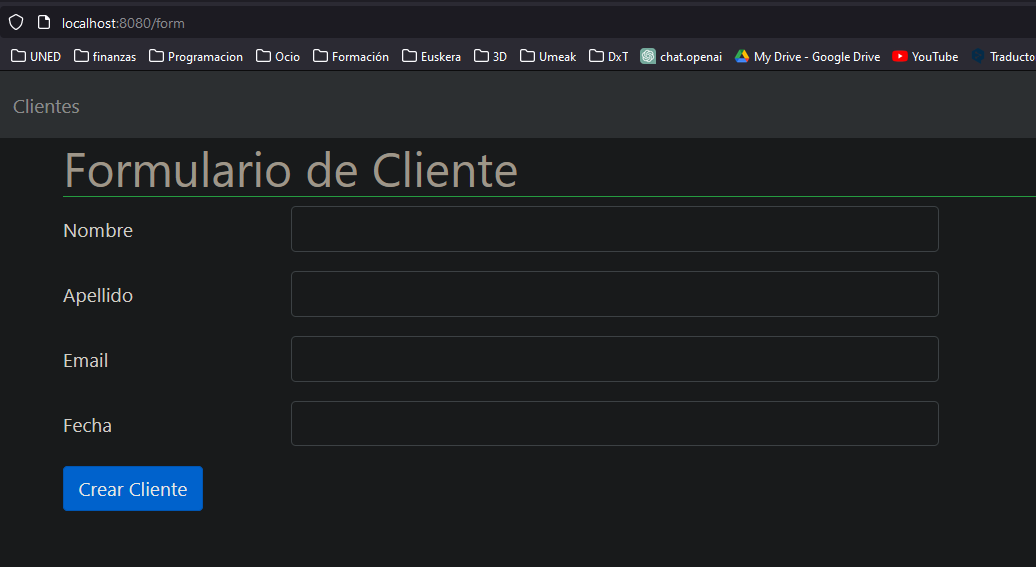 localhost:8080/form
UNED finanzas Programacion Ocio Formación Euskera 3D Umeak DxT chat.openai My Drive - Google Drive YouTube Traducto
Clientes
Formulario de Cliente
Nombre
Apellido
Email
Fecha
Crear Cliente